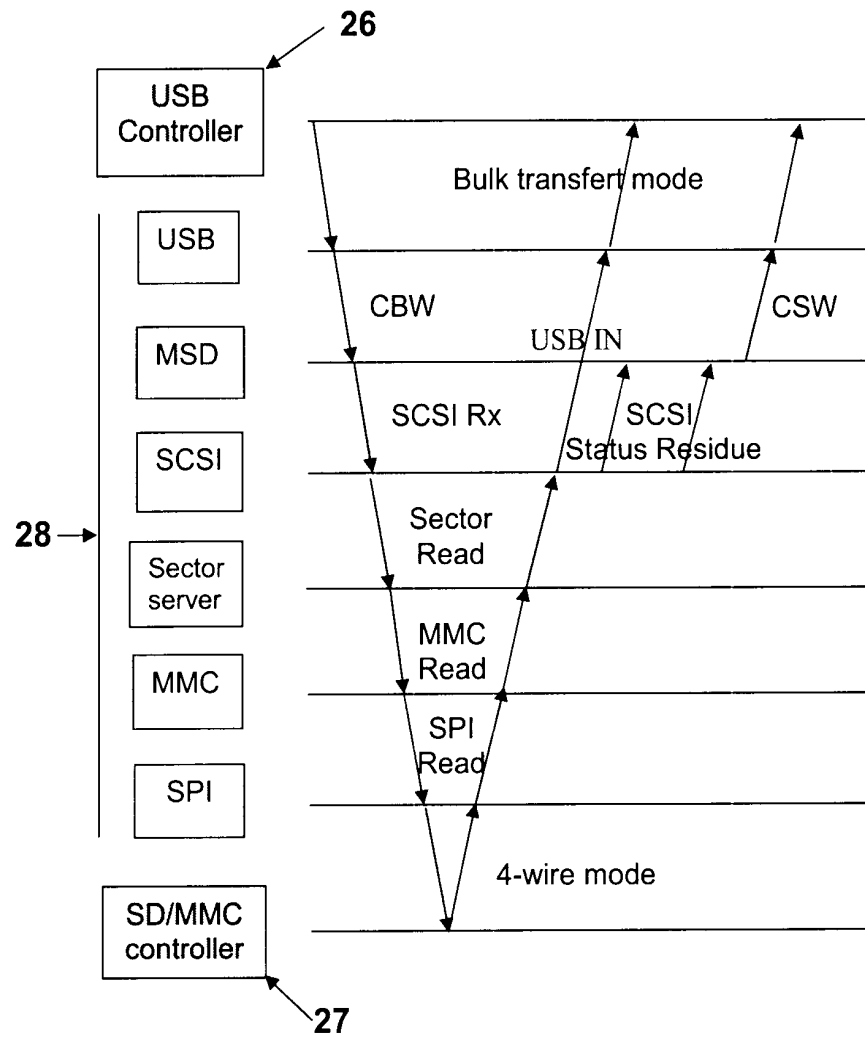 26
USB
Controller
Bulk transfert mode
USB
CBW
CSW
USB IN
MSD
SCSI Rx
SCSI
Status Residue
SCSI
Sector
Read
28
Sector
server
MMC
Read
MMC
SPI
Read
SPI
4-wire mode
SD/MMC
controller
27